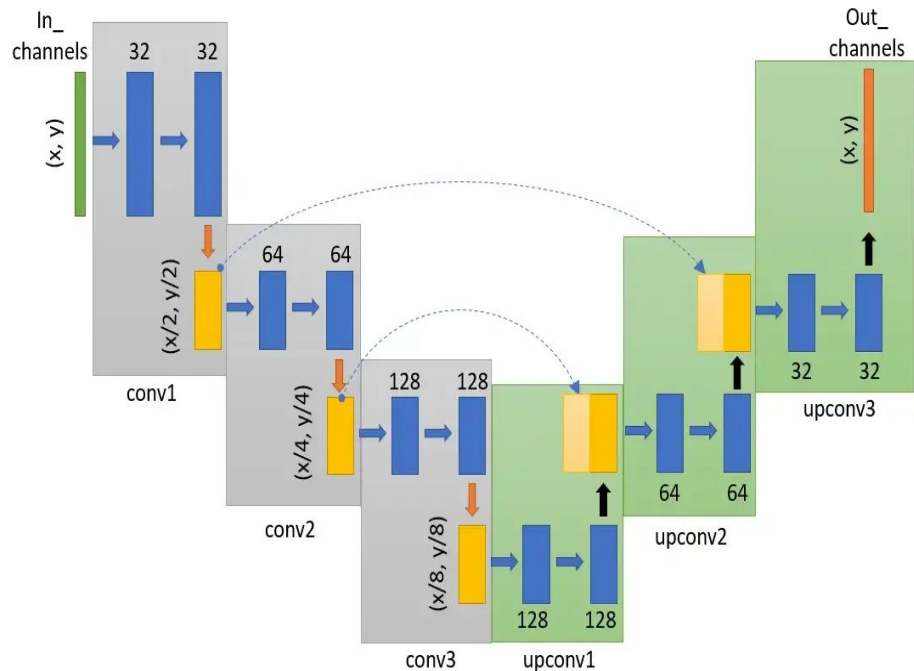 In_
channels
32
32
(x, y)
(x/2, y/2)
64
64
conv1
(x/4, y/4)
128
128
conv2
(x/8, y/8)
conv3
128
128
upconv1
64
64
upconv2
32
32
upconv3
Out_
channels
(x, y)